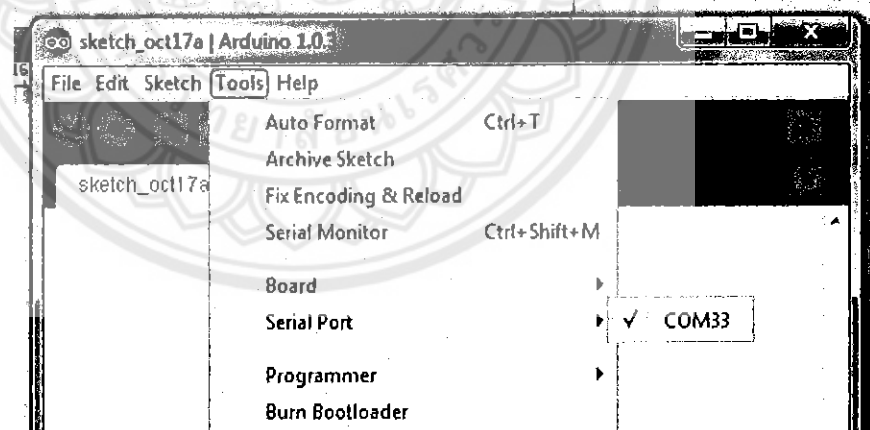 sketch_oct17a | Arduino 1.0.
File Edit Sketch Tools Help
Auto Format Ctrl+T
Archive Sketch
sketch_oct17a
Fix Encoding & Reload
Serial Monitor Ctrl+Shift+M
Board
Serial Port ✓ COM33
Programmer
Burn Bootloader